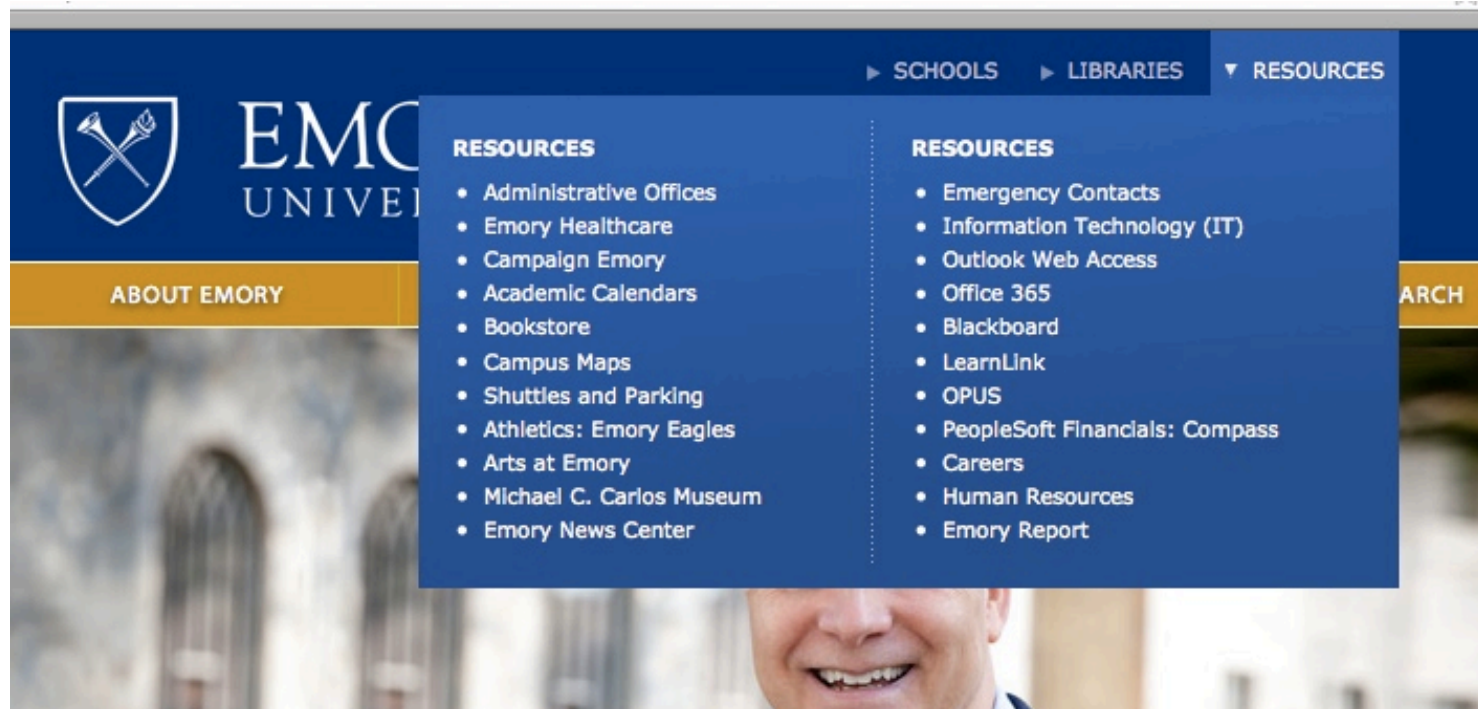 SCHOOLS LIBRARIES RESOURCES
EMO
UNIVE
ABOUT EMORY
ARCH
RESOURCES
Administrative Offices
Emory Healthcare
Campaign Emory
Academic Calendars
Bookstore
Campus Maps
Shuttles and Parking
Athletics: Emory Eagles
Arts at Emory
Michael C. Carlos Museum
Emory News Center
RESOURCES
Emergency Contacts
Information Technology (IT)
Outlook Web Access
Office 365
Blackboard
LearnLink
OPUS
PeopleSoft Financials: Compass
Careers
Human Resources
Emory Report